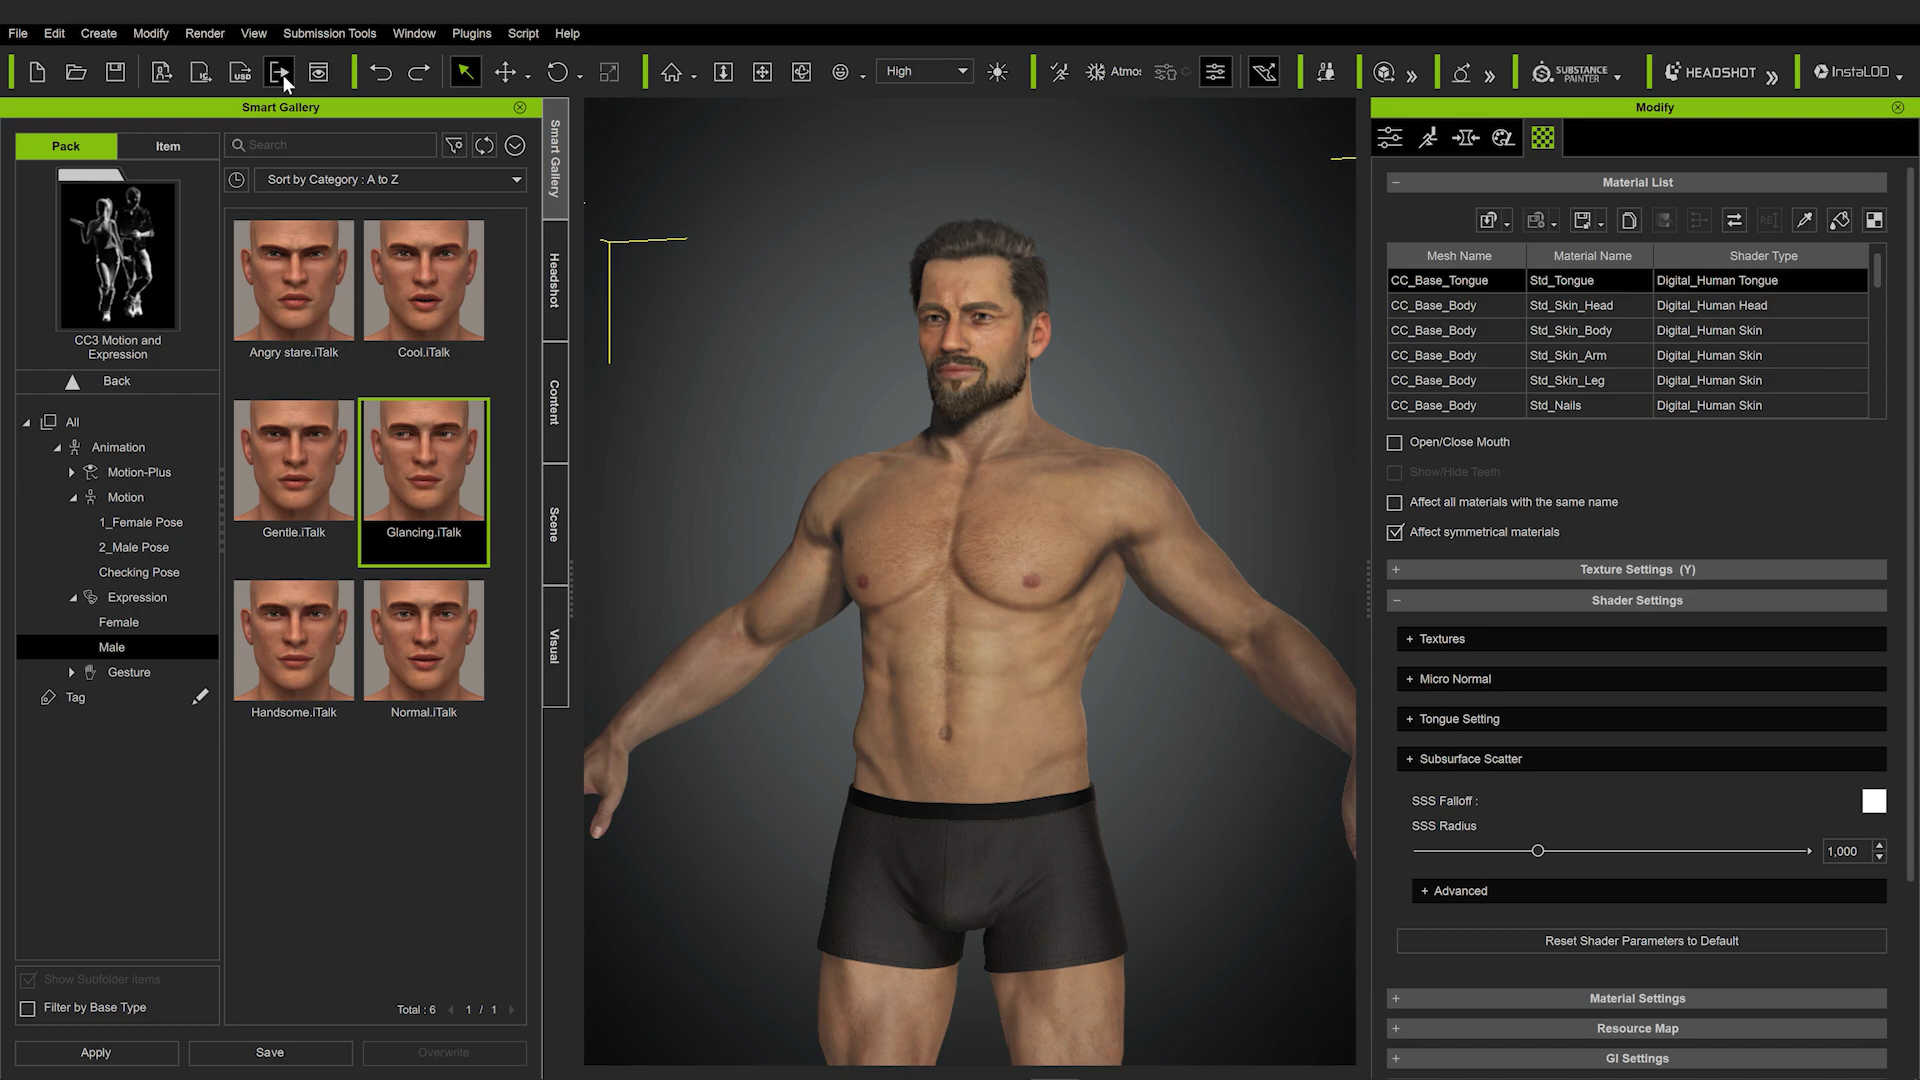 File Edit Create Modify Render View Submission Tools Window Plugins Script Help
IC USD High Atmos SUBSTANCE PAINTER HEADSHOT InstaLOD
Smart Gallery
Pack Item
Search
Sort by Category : A to Z
CC3 Motion and
Expression
Back
All
Animation
Motion-Plus
Motion
1_Female Pose
2_Male Pose
Checking Pose
Expression
Female
Male
Gesture
Tag
Show Subfolder items
Filter by Base Type
Angry stare.iTalk Cool.iTalk
Gentle.iTalk Glancing.iTalk
Handsome.iTalk Normal.iTalk
Total : 6 1 / 1
Apply Save Overwrite
Smart Gallery
Headshot
Content
Scene
Visual
Modify
Material List
Mesh Name Material Name Shader Type
CC_Base_Tongue Std_Tongue Digital_Human Tongue
CC_Base_Body Std_Skin_Head Digital_Human Head
CC_Base_Body Std_Skin_Body Digital_Human Skin
CC_Base_Body Std_Skin_Arm Digital_Human Skin
CC_Base_Body Std_Skin_Leg Digital_Human Skin
CC_Base_Body Std_Nails Digital_Human Skin
Open/Close Mouth
Show/Hide Teeth
Affect all materials with the same name
Affect symmetrical materials
+ Texture Settings (Y)
− Shader Settings
+ Textures
+ Micro Normal
+ Tongue Setting
+ Subsurface Scatter
SSS Falloff :
SSS Radius
1,000
+ Advanced
Reset Shader Parameters to Default
+ Material Settings
+ Resource Map
+ GI Settings